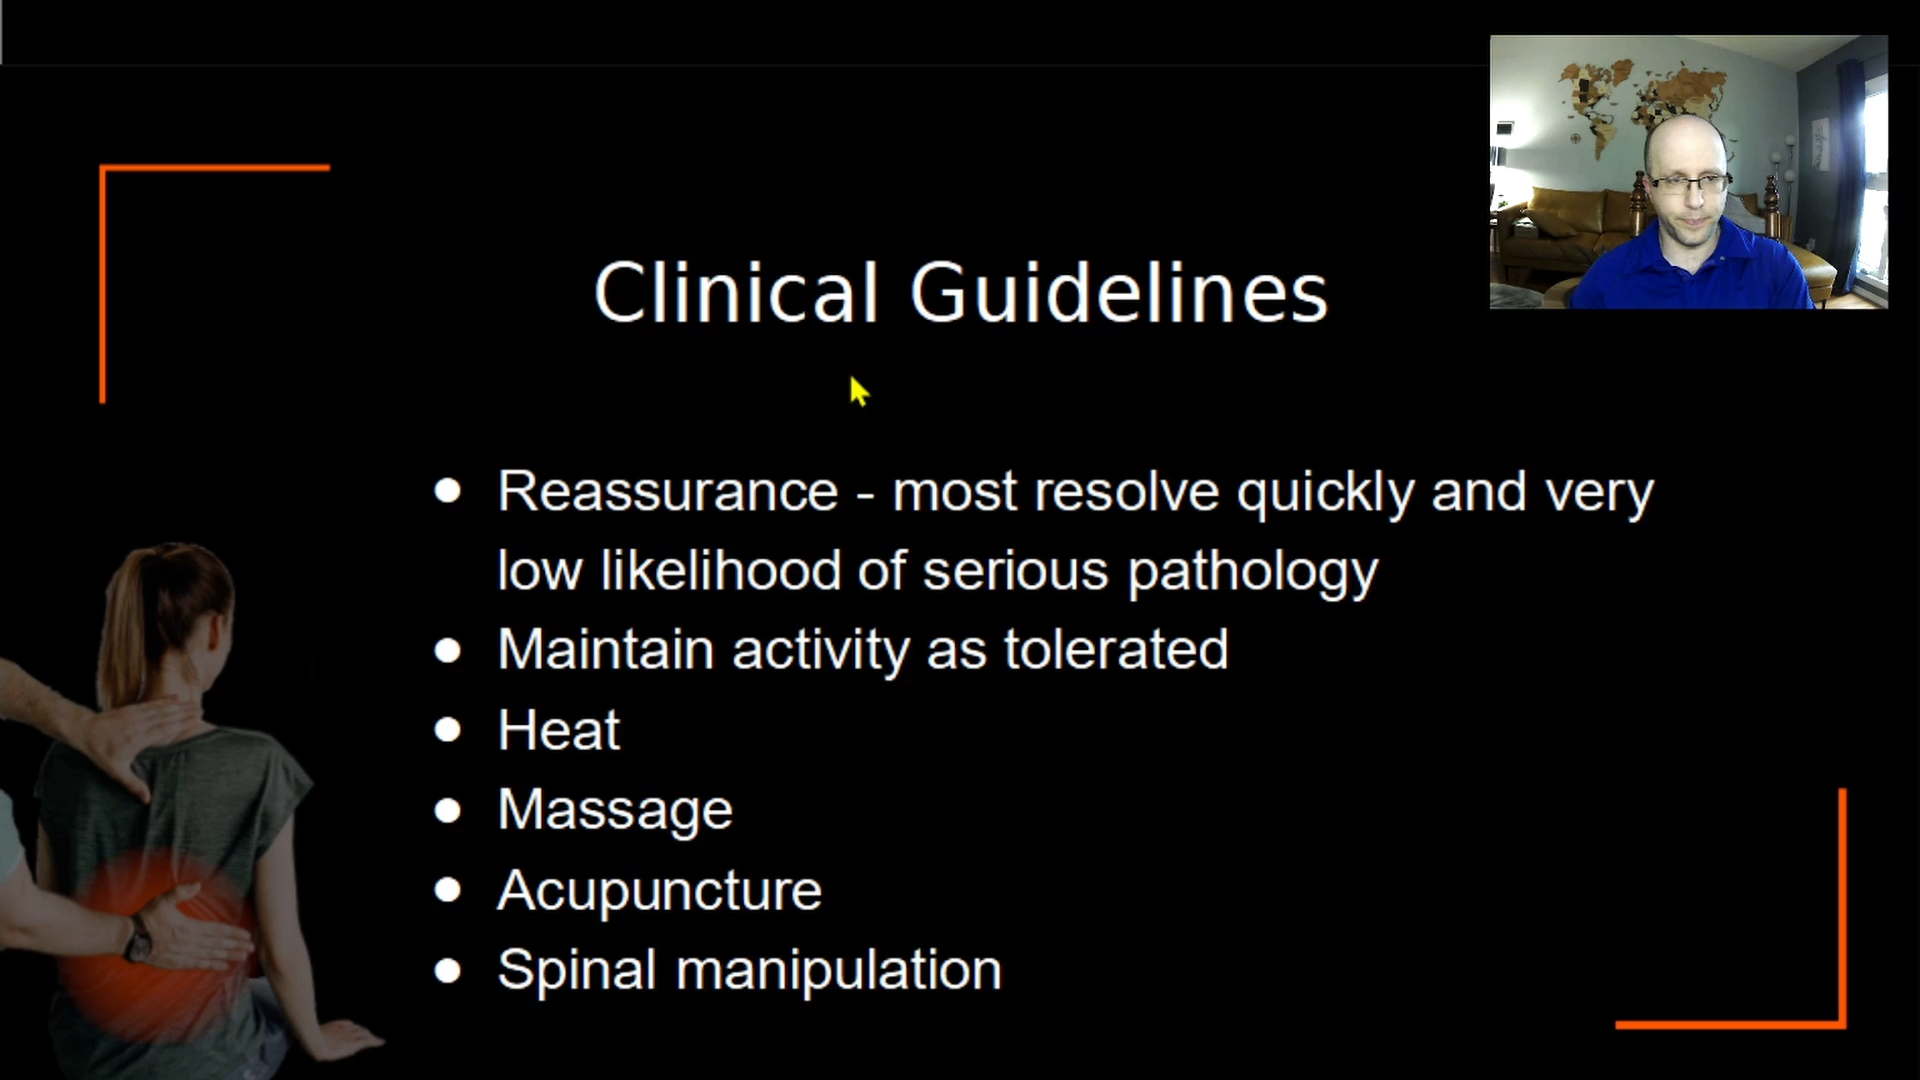 Clinical Guidelines
● Reassurance - most resolve quickly and very
low likelihood of serious pathology
● Maintain activity as tolerated
● Heat
● Massage
● Acupuncture
● Spinal manipulation